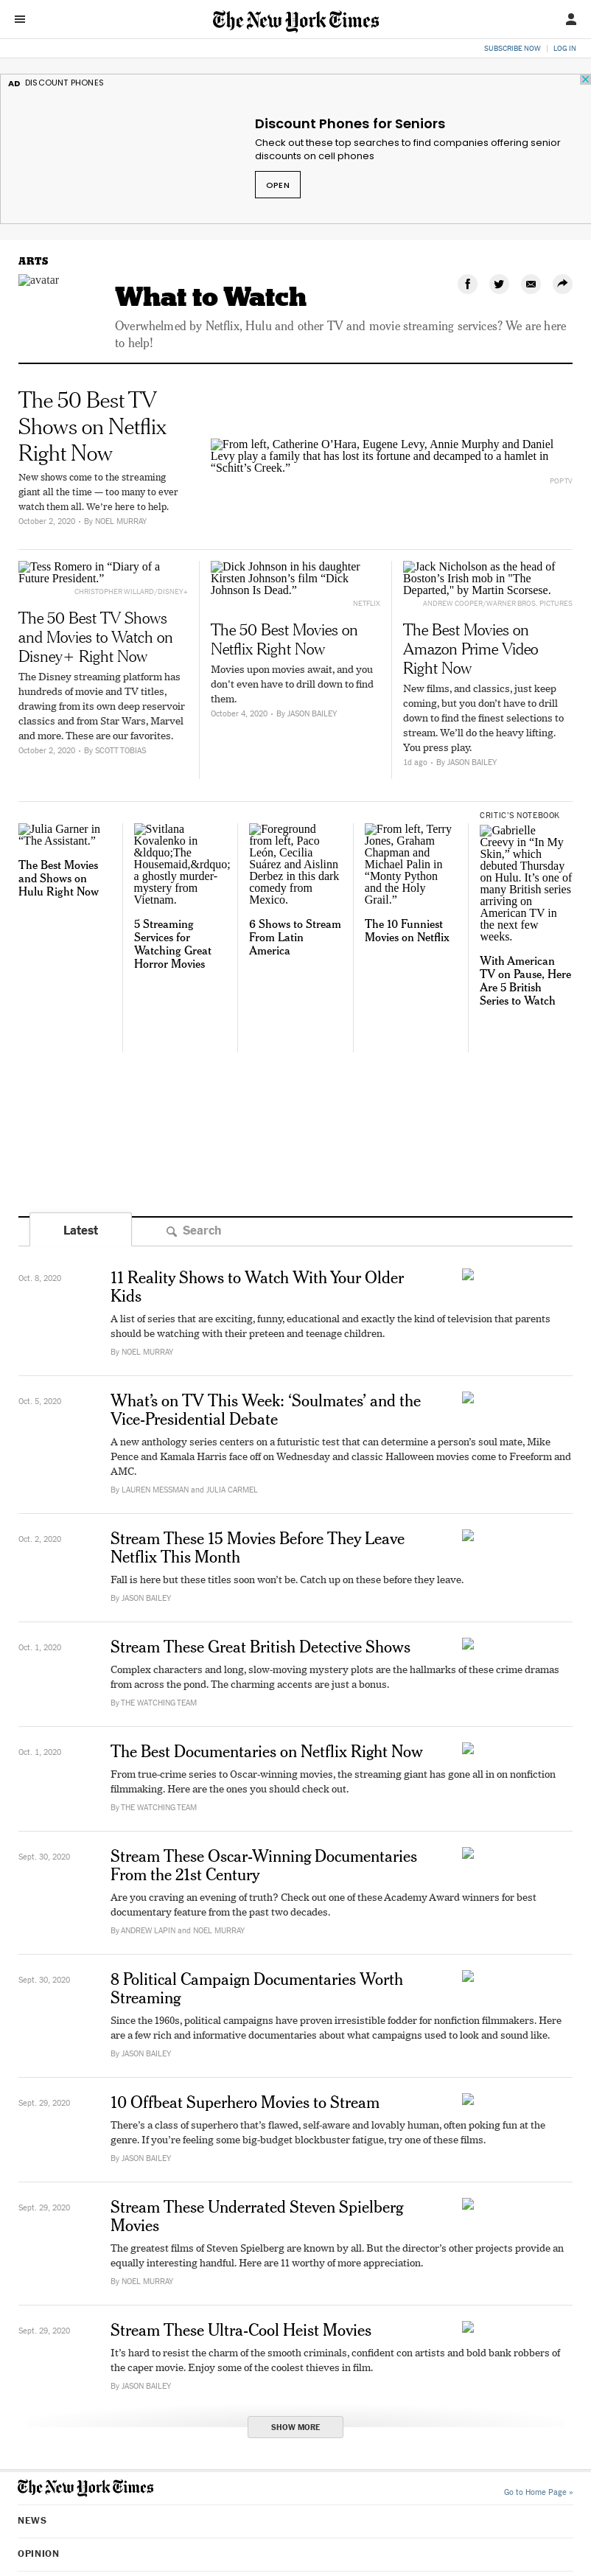 The New York Times
SUBSCRIBE NOW | LOG IN
AD DISCOUNT PHONES
Discount Phones for Seniors
Check out these top searches to find companies offering senior
discounts on cell phones
OPEN
ARTS
avatar
What to Watch
Overwhelmed by Netflix, Hulu and other TV and movie streaming services? We are here
to help!
The 50 Best TV
Shows on Netflix
Right Now
New shows come to the streaming
giant all the time — too many to ever
watch them all. We're here to help.
October 2, 2020 • By NOEL MURRAY
From left, Catherine O'Hara, Eugene Levy, Annie Murphy and Daniel
Levy play a family that has lost its fortune and decamped to a hamlet in
“Schitt's Creek.”
POPTV
Tess Romero in “Diary of a
Future President.”
CHRISTOPHER WILLARD/DISNEY+
The 50 Best TV Shows
and Movies to Watch on
Disney+ Right Now
The Disney streaming platform has
hundreds of movie and TV titles,
drawing from its own deep reservoir
classics and from Star Wars, Marvel
and more. These are our favorites.
October 2, 2020 • By SCOTT TOBIAS
Dick Johnson in his daughter
Kirsten Johnson's film “Dick
Johnson Is Dead.”
NETFLIX
The 50 Best Movies on
Netflix Right Now
Movies upon movies await, and you
don't even have to drill down to find
them.
October 4, 2020 • By JASON BAILEY
Jack Nicholson as the head of
Boston's Irish mob in "The
Departed," by Martin Scorsese.
ANDREW COOPER/WARNER BROS. PICTURES
The Best Movies on
Amazon Prime Video
Right Now
New films, and classics, just keep
coming, but you don't have to drill
down to find the finest selections to
stream. We'll do the heavy lifting.
You press play.
1d ago • By JASON BAILEY
Julia Garner in
“The Assistant.”
The Best Movies
and Shows on
Hulu Right Now
Svitlana
Kovalenko in
&ldquo;The
Housemaid,&rdquo;
a ghostly murder-
mystery from
Vietnam.
5 Streaming
Services for
Watching Great
Horror Movies
Foreground
from left, Paco
León, Cecilia
Suárez and Aislinn
Derbez in this dark
comedy from
Mexico.
6 Shows to Stream
From Latin
America
From left, Terry
Jones, Graham
Chapman and
Michael Palin in
“Monty Python
and the Holy
Grail.”
The 10 Funniest
Movies on Netflix
CRITIC'S NOTEBOOK
Gabrielle
Creevy in “In My
Skin,” which
debuted Thursday
on Hulu. It's one of
many British series
arriving on
American TV in
the next few
weeks.
With American
TV on Pause, Here
Are 5 British
Series to Watch
Latest
Search
Oct. 8, 2020
11 Reality Shows to Watch With Your Older
Kids
A list of series that are exciting, funny, educational and exactly the kind of television that parents
should be watching with their preteen and teenage children.
By NOEL MURRAY
Oct. 5, 2020
What's on TV This Week: ‘Soulmates’ and the
Vice-Presidential Debate
A new anthology series centers on a futuristic test that can determine a person's soul mate, Mike
Pence and Kamala Harris face off on Wednesday and classic Halloween movies come to Freeform and
AMC.
By LAUREN MESSMAN and JULIA CARMEL
Oct. 2, 2020
Stream These 15 Movies Before They Leave
Netflix This Month
Fall is here but these titles soon won't be. Catch up on these before they leave.
By JASON BAILEY
Oct. 1, 2020
Stream These Great British Detective Shows
Complex characters and long, slow-moving mystery plots are the hallmarks of these crime dramas
from across the pond. The charming accents are just a bonus.
By THE WATCHING TEAM
Oct. 1, 2020
The Best Documentaries on Netflix Right Now
From true-crime series to Oscar-winning movies, the streaming giant has gone all in on nonfiction
filmmaking. Here are the ones you should check out.
By THE WATCHING TEAM
Sept. 30, 2020
Stream These Oscar-Winning Documentaries
From the 21st Century
Are you craving an evening of truth? Check out one of these Academy Award winners for best
documentary feature from the past two decades.
By ANDREW LAPIN and NOEL MURRAY
Sept. 30, 2020
8 Political Campaign Documentaries Worth
Streaming
Since the 1960s, political campaigns have proven irresistible fodder for nonfiction filmmakers. Here
are a few rich and informative documentaries about what campaigns used to look and sound like.
By JASON BAILEY
Sept. 29, 2020
10 Offbeat Superhero Movies to Stream
There's a class of superhero that's flawed, self-aware and lovably human, often poking fun at the
genre. If you're feeling some big-budget blockbuster fatigue, try one of these films.
By JASON BAILEY
Sept. 29, 2020
Stream These Underrated Steven Spielberg
Movies
The greatest films of Steven Spielberg are known by all. But the director's other projects provide an
equally interesting handful. Here are 11 worthy of more appreciation.
By NOEL MURRAY
Sept. 29, 2020
Stream These Ultra-Cool Heist Movies
It's hard to resist the charm of the smooth criminals, confident con artists and bold bank robbers of
the caper movie. Enjoy some of the coolest thieves in film.
By JASON BAILEY
SHOW MORE
The New York Times
Go to Home Page »
NEWS
OPINION